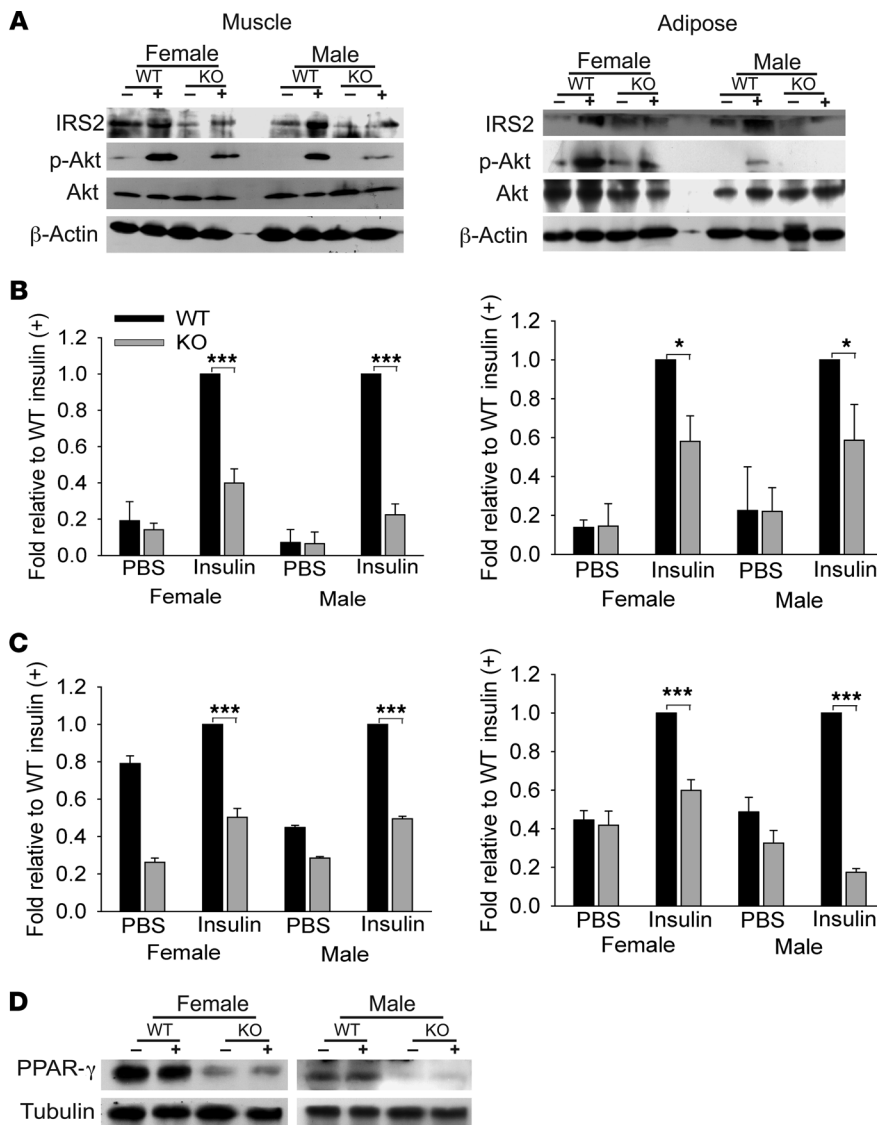 A
Muscle
Adipose
Female Male
WT KO WT KO
– + – + – + – +
IRS2
p-Akt
Akt
β-Actin
Female Male
WT KO WT KO
– + – + – + – +
IRS2
p-Akt
Akt
β-Actin
B
WT
KO
Fold relative to WT insulin (+)
1.2
1.0
0.8
0.6
0.4
0.2
0.0
*** ***
PBS Insulin PBS Insulin
Female Male
Fold relative to WT insulin (+)
1.2
1.0
0.8
0.6
0.4
0.2
0.0
* *
PBS Insulin PBS Insulin
Female Male
C
Fold relative to WT insulin (+)
1.2
1.0
0.8
0.6
0.4
0.2
0.0
*** ***
PBS Insulin PBS Insulin
Female Male
Fold relative to WT insulin (+)
1.2
1.0
0.8
0.6
0.4
0.2
0.0
*** ***
PBS Insulin PBS Insulin
Female Male
D
Female Male
WT KO WT KO
– + – + – + – +
PPAR-γ
Tubulin